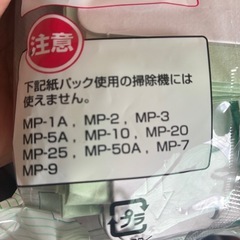 注意
下記紙パック使用の掃除機には
使えません。
MP-1A , MP-2 , MP-3
MP-5A , MP-10 , MP-20
MP-25 , MP-50A , MP-7
MP-9
プラ